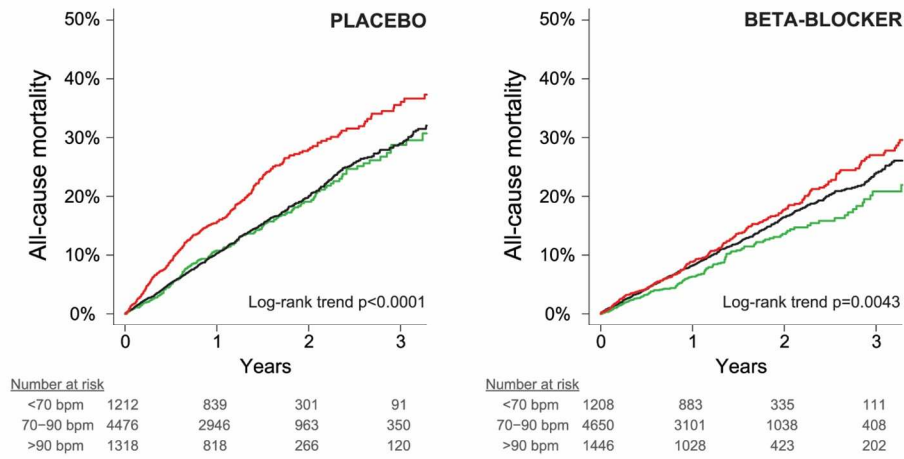 PLACEBO
50%
40%
30%
20%
10%
0%
All-cause mortality
Log-rank trend p<0.0001
0 1 2 3
Years
Number at risk
<70 bpm 1212 839 301 91
70−90 bpm 4476 2946 963 350
>90 bpm 1318 818 266 120
BETA-BLOCKER
50%
40%
30%
20%
10%
0%
All-cause mortality
Log-rank trend p=0.0043
0 1 2 3
Years
Number at risk
<70 bpm 1208 883 335 111
70−90 bpm 4650 3101 1038 408
>90 bpm 1446 1028 423 202